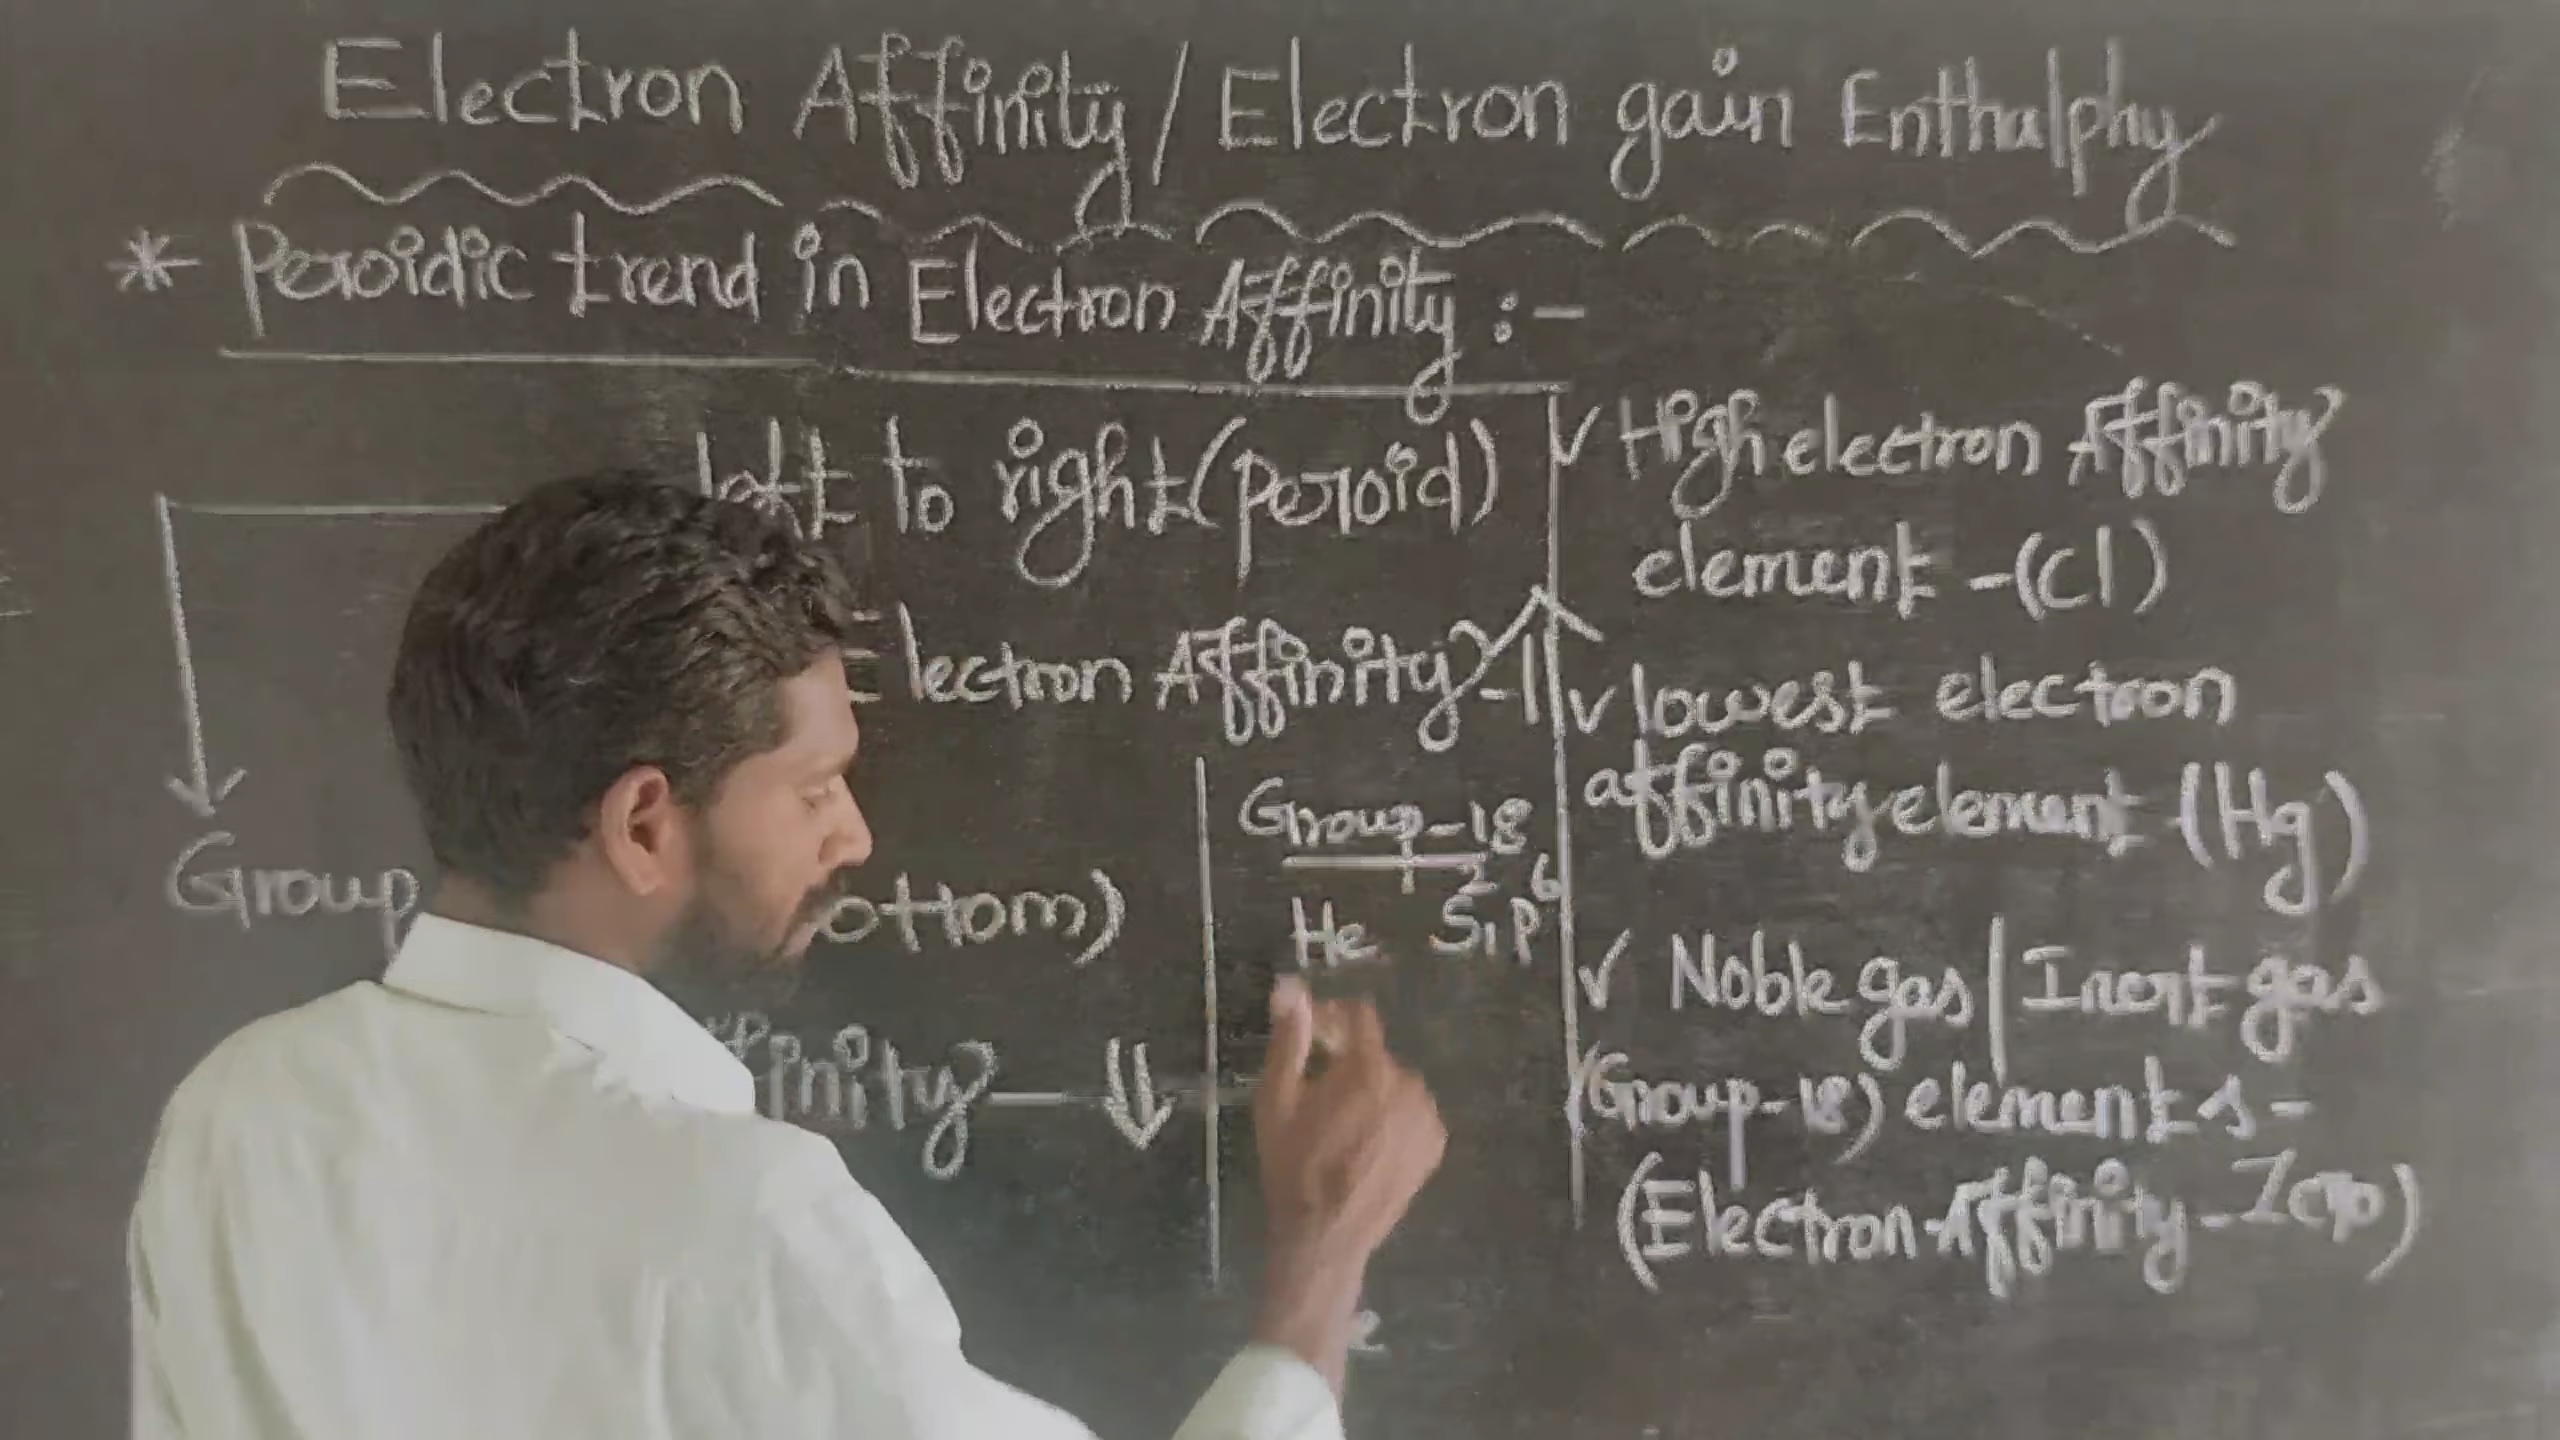 Electron Affinity / Electron gain Enthalphy
* Peroidic trend in Electron Affinity :-
left to right (peroid)
Electron Affinity -
Group
ottom)
ffinity —
Group-18
He S²,P⁶
✓ High electron Affinity
element -(Cl)
✓ lowest electron
affinity element (Hg)
✓ Noble gas | Inert gas
(Group-18) elements -
(Electron Affinity - Zero)